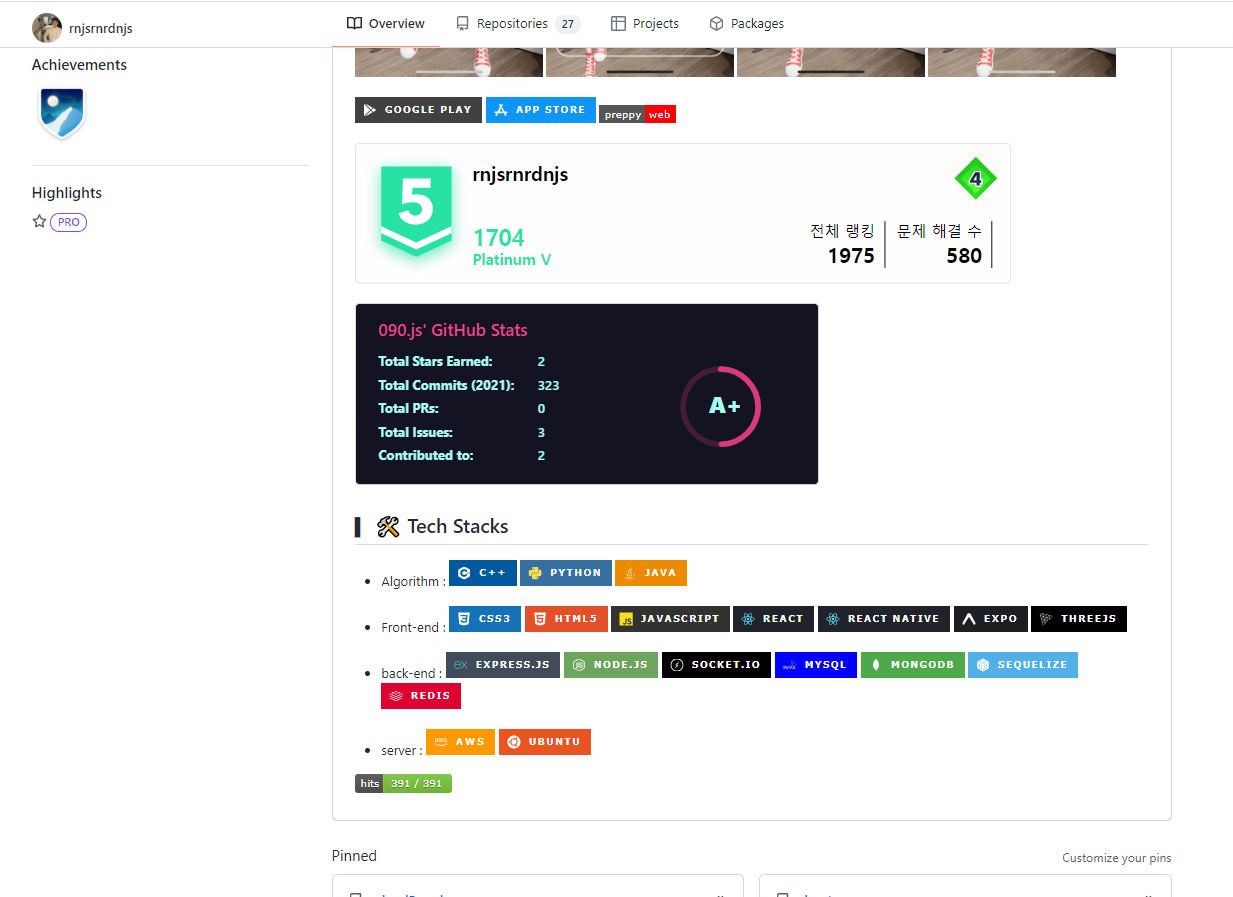 rnjsrnrdnjs
Overview
Repositories 27
Projects
Packages
Achievements
Highlights
PRO
GOOGLE PLAY
APP STORE
preppy web
5
rnjsrnrdnjs
4
1704
Platinum V
전체 랭킹
1975
문제 해결 수
580
090.js' GitHub Stats
Total Stars Earned: 2
Total Commits (2021): 323
Total PRs: 0
Total Issues: 3
Contributed to: 2
A+
Tech Stacks
Algorithm : C++ PYTHON JAVA
Front-end : CSS3 HTML5 JS JAVASCRIPT REACT REACT NATIVE EXPO THREEJS
back-end : ex EXPRESS.JS NODE.JS SOCKET.IO MySQL MYSQL MONGODB SEQUELIZE
REDIS
server : aws AWS UBUNTU
hits 391 / 391
Pinned
Customize your pins